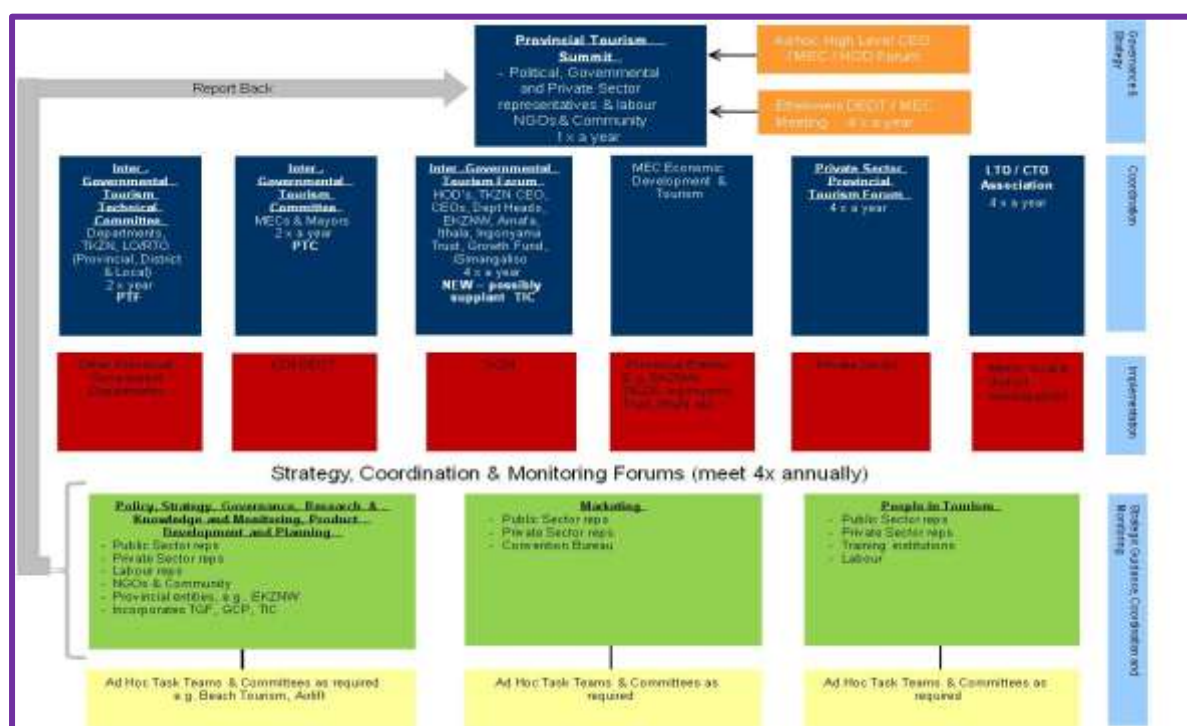 Provincial Tourism
Summit
- Political, Governmental
and Private Sector
representatives & labour
NGOs & Community
1 x a year
Ad hoc High Level CEO
/ MEC / HOD Forum
DEDT / MEC
Meeting 4 x a year
Report Back
Governance &
Strategy
Inter
Governmental
Tourism
Technical
Committee
Departments,
TKZN,
(Provincial, District
& Local)
2 x year
PTF
Inter
Governmental
Tourism
Committee
MECs & Mayors
2 x a year
PTC
Inter Governmental
Tourism Forum
HOD's, TKZN CEO,
CEOs, Dept Heads,
EKZNW, Amafa,
Ithala, Ingonyama
Trust, Growth Fund,
iSimangaliso
4 x a year
NEW – possibly
supplant TIC
MEC Economic
Development &
Tourism
Private Sector
Provincial
Tourism Forum
4 x a year
LTO / CTO
Association
4 x a year
Coordination
Implementation
Strategy, Coordination & Monitoring Forums (meet 4x annually)
Policy, Strategy, Governance, Research &
Knowledge and Monitoring, Product
Development and Planning
- Public Sector reps
- Private Sector reps
- Labour reps
- NGOs & Community
- Provincial entities, e.g., EKZNW
- Incorporates TGF, GCP, TIC
Marketing
- Public Sector reps
- Private Sector reps
- Convention Bureau
People in Tourism
- Public Sector reps
- Private Sector reps
- Training institutions
- Labour
Strategic Guidance, Coordination and
Monitoring
Ad Hoc Task Teams & Committees as required
e.g. Beach Tourism, Airlift
Ad Hoc Task Teams & Committees as
required
Ad Hoc Task Teams & Committees as
required